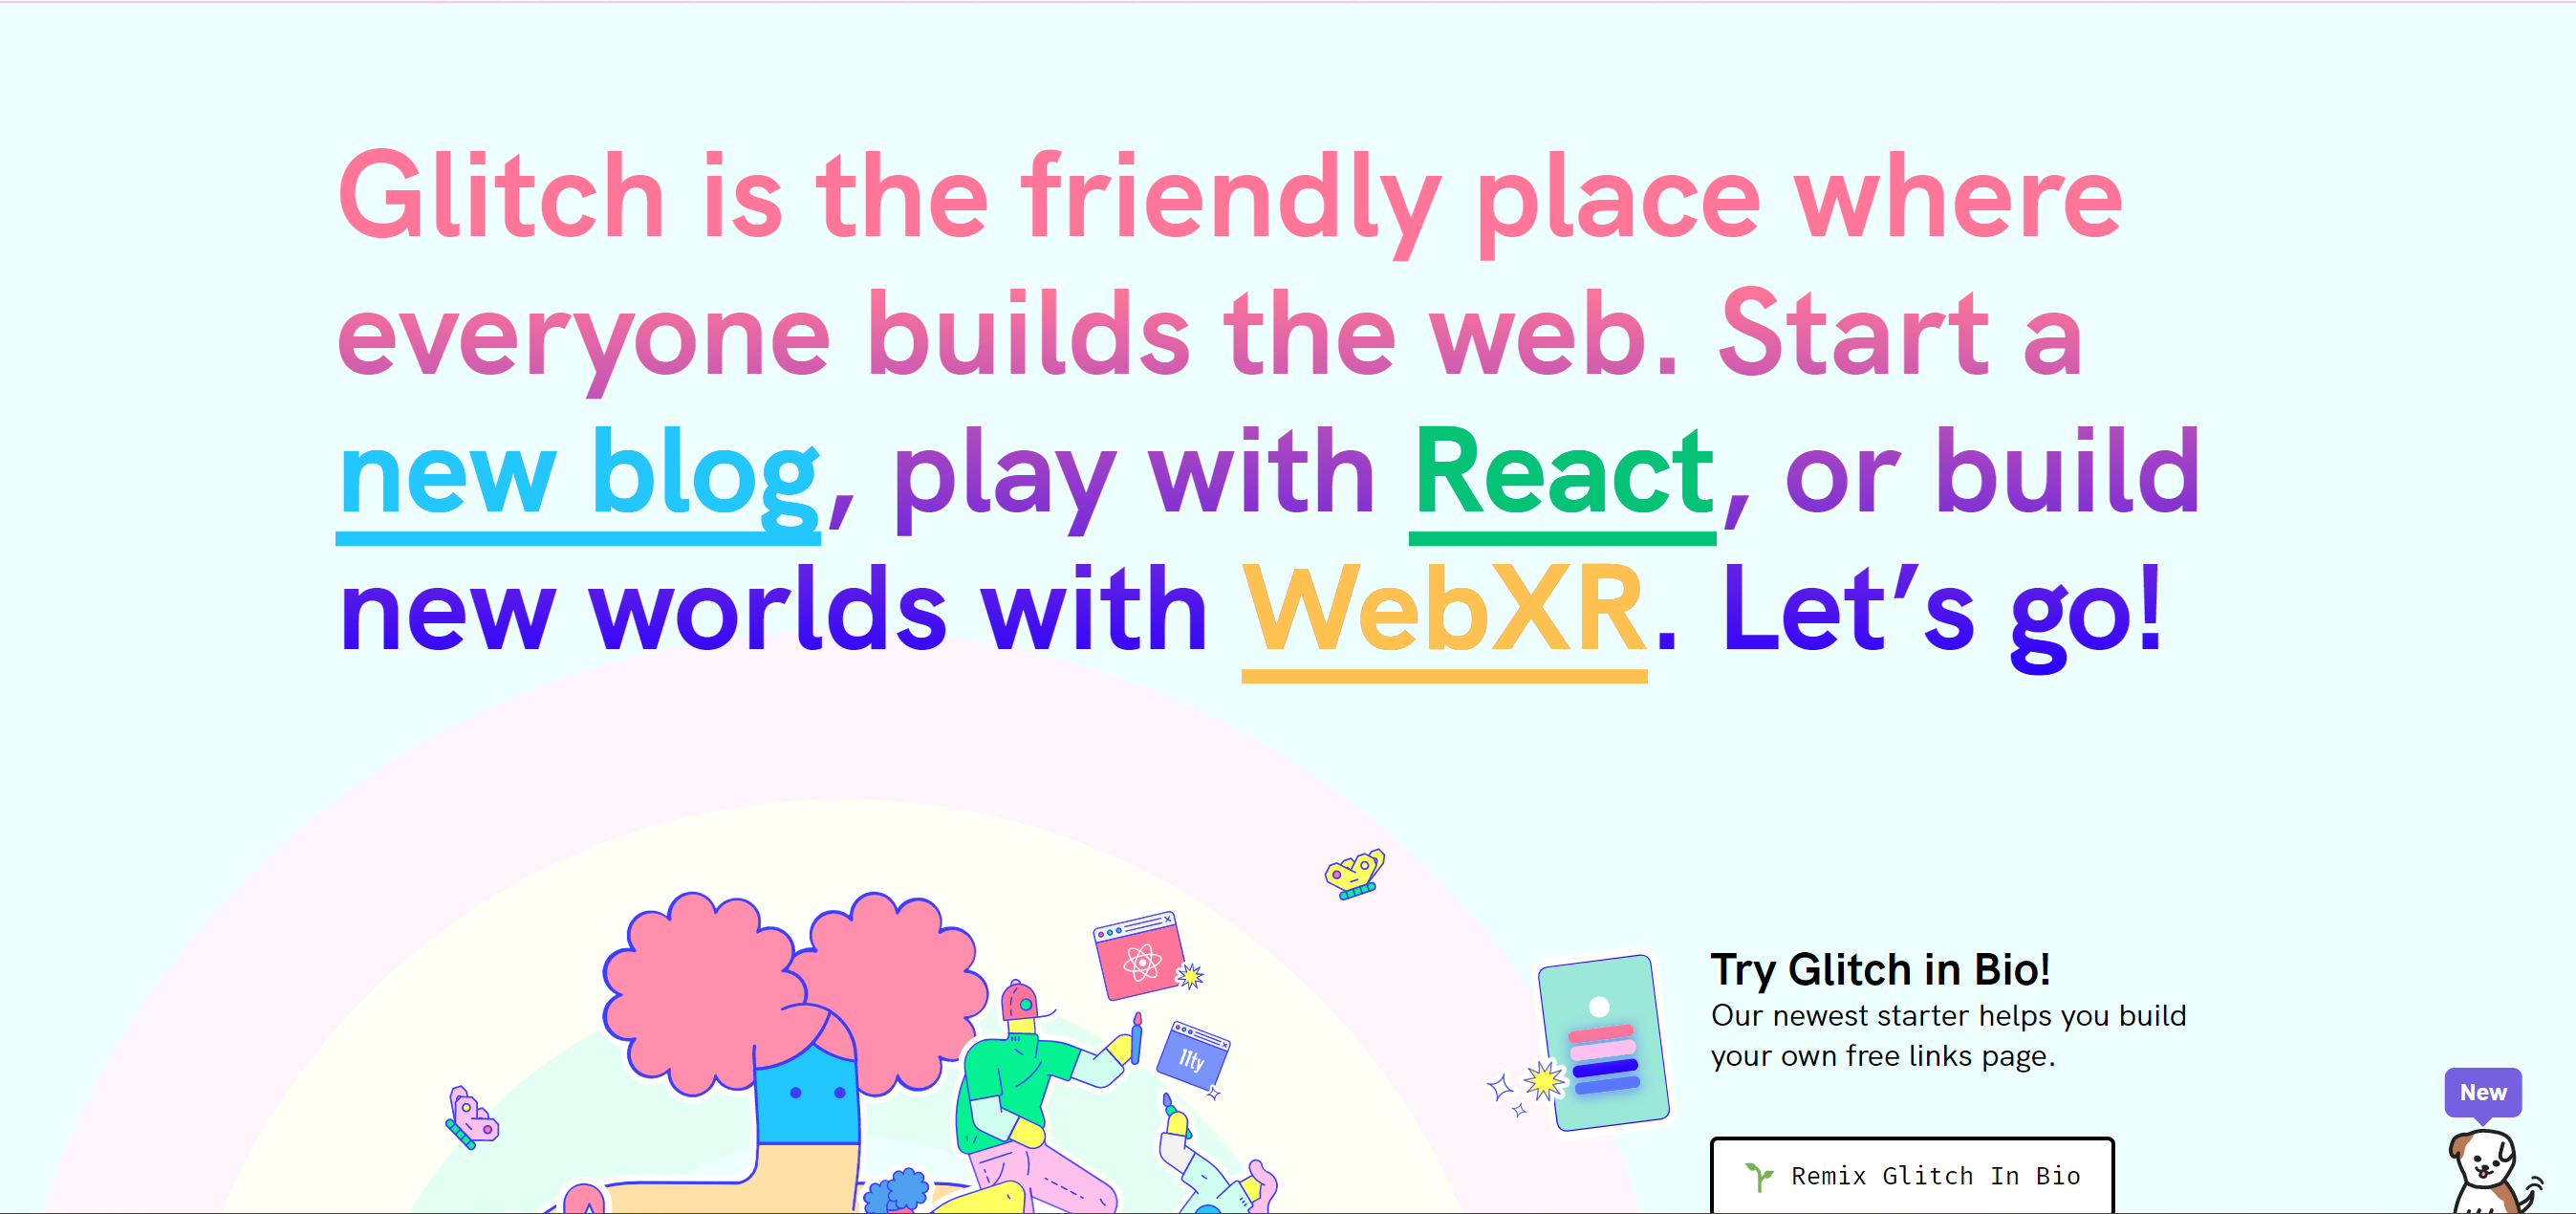 Glitch is the friendly place where
everyone builds the web. Start a
new blog, play with React, or build
new worlds with WebXR. Let’s go!
11ty
Try Glitch in Bio!
Our newest starter helps you build
your own free links page.
New
Remix Glitch In Bio